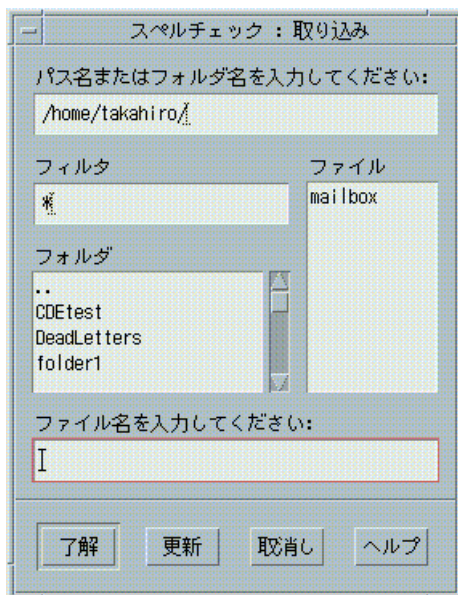 スペルチェック : 取り込み
パス名またはフォルダ名を入力してください:
/home/takahiro/
フィルタ
*
フォルダ
..
CDEtest
DeadLetters
folder1
ファイル
mailbox
ファイル名を入力してください:
了解 更新 取消し ヘルプ